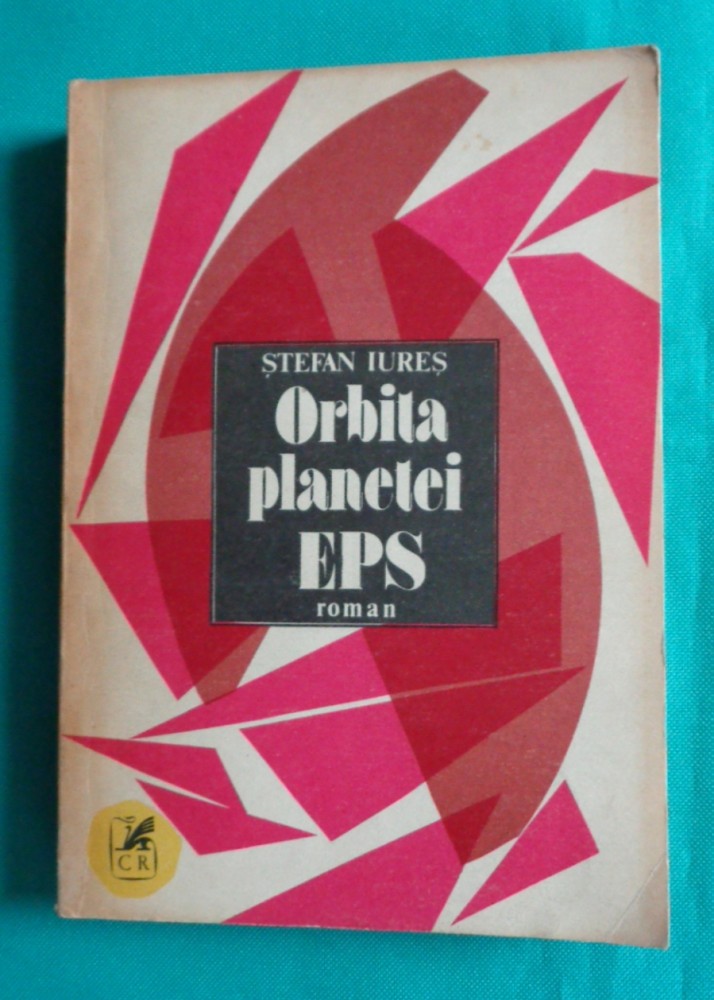 ȘTEFAN IUREȘ
Orbita
planetei
EPS
roman
CR